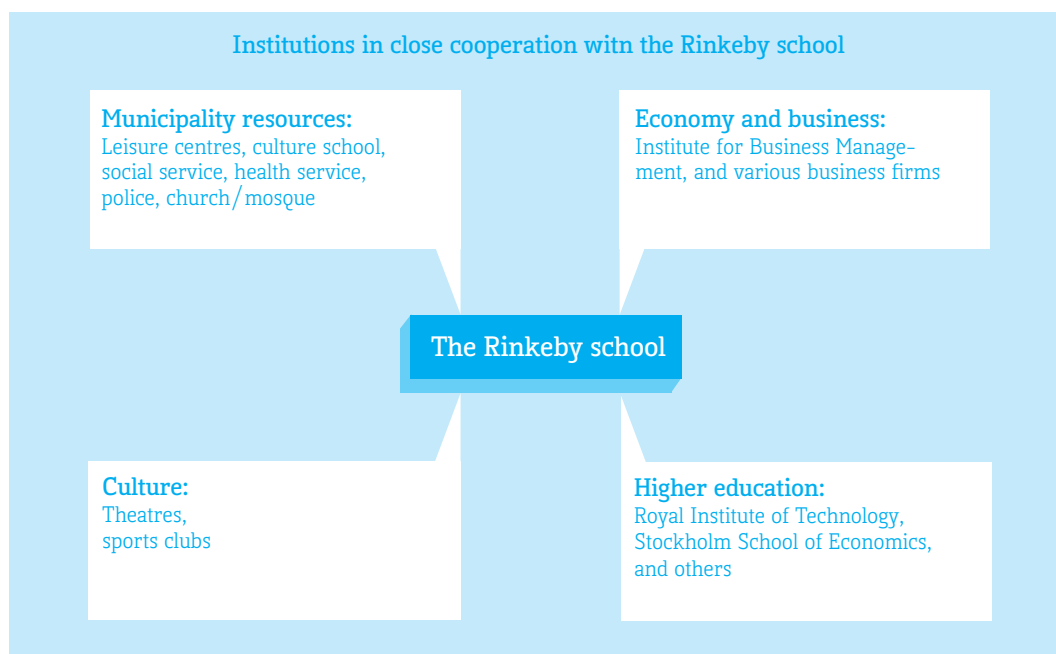 Institutions in close cooperation witn the Rinkeby school
Municipality resources:
Leisure centres, culture school,
social service, health service,
police, church/mosque
Economy and business:
Institute for Business Manage-
ment, and various business firms
The Rinkeby school
Culture:
Theatres,
sports clubs
Higher education:
Royal Institute of Technology,
Stockholm School of Economics,
and others